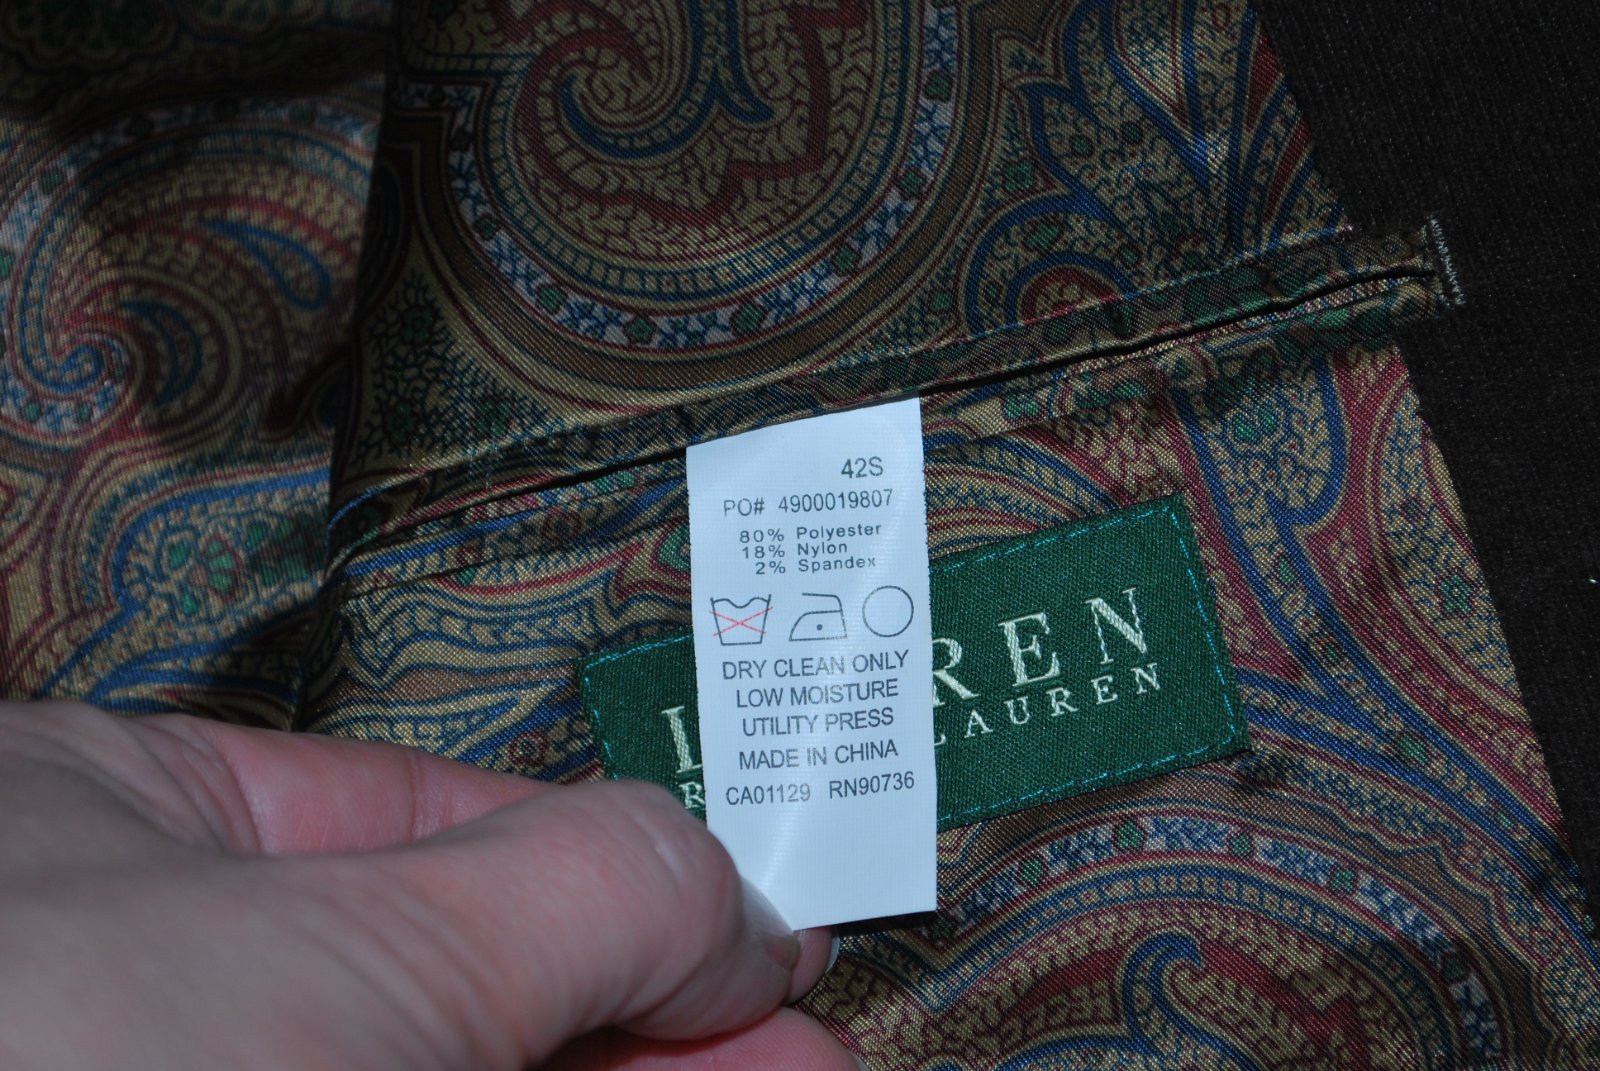 42S
PO# 4900019807
80% Polyester
18% Nylon
2% Spandex
DRY CLEAN ONLY
LOW MOISTURE
UTILITY PRESS
MADE IN CHINA
CA01129 RN90736
L REN
R LAUREN